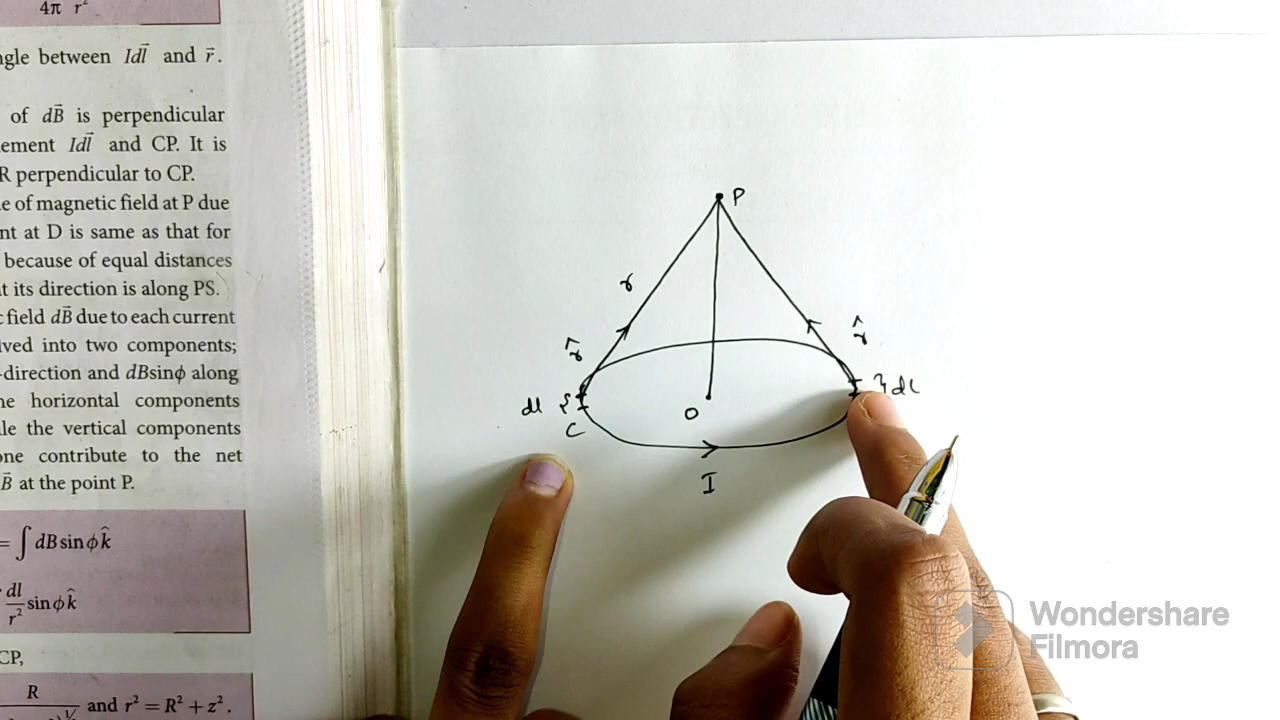 4π r²
ngle between Idl⃗ and r⃗.
of dB⃗ is perpendicular
ement Idl⃗ and CP. It is
R perpendicular to CP.
e of magnetic field at P due
nt at D is same as that for
because of equal distances
t its direction is along PS.
c field dB⃗ due to each current
lved into two components;
-direction and dBsinϕ along
ne horizontal components
le the vertical components
one contribute to the net
B⃗ at the point P.
= ∫ dB sin ϕ k̂
dl
r² sin ϕ k̂
CP,
R
and r² = R² + z².
P
r
r̂
r̂
dl
C
O
dl
I
Wondershare
Filmora